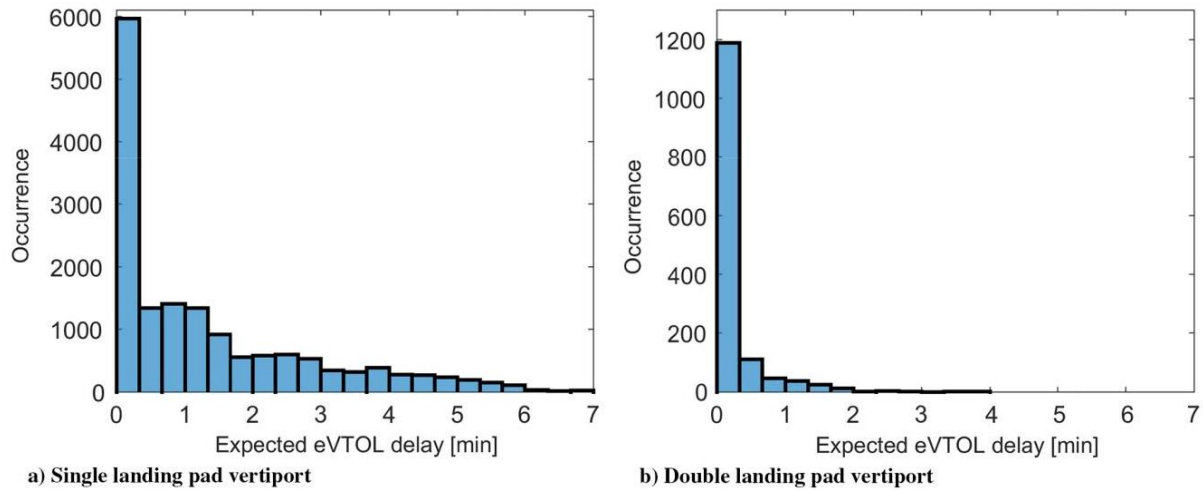 6000
5000
4000
3000
2000
1000
0
Occurrence
0 1 2 3 4 5 6 7
Expected eVTOL delay [min]
a) Single landing pad vertiport
1200
1000
800
600
400
200
0
Occurrence
0 1 2 3 4 5 6 7
Expected eVTOL delay [min]
b) Double landing pad vertiport